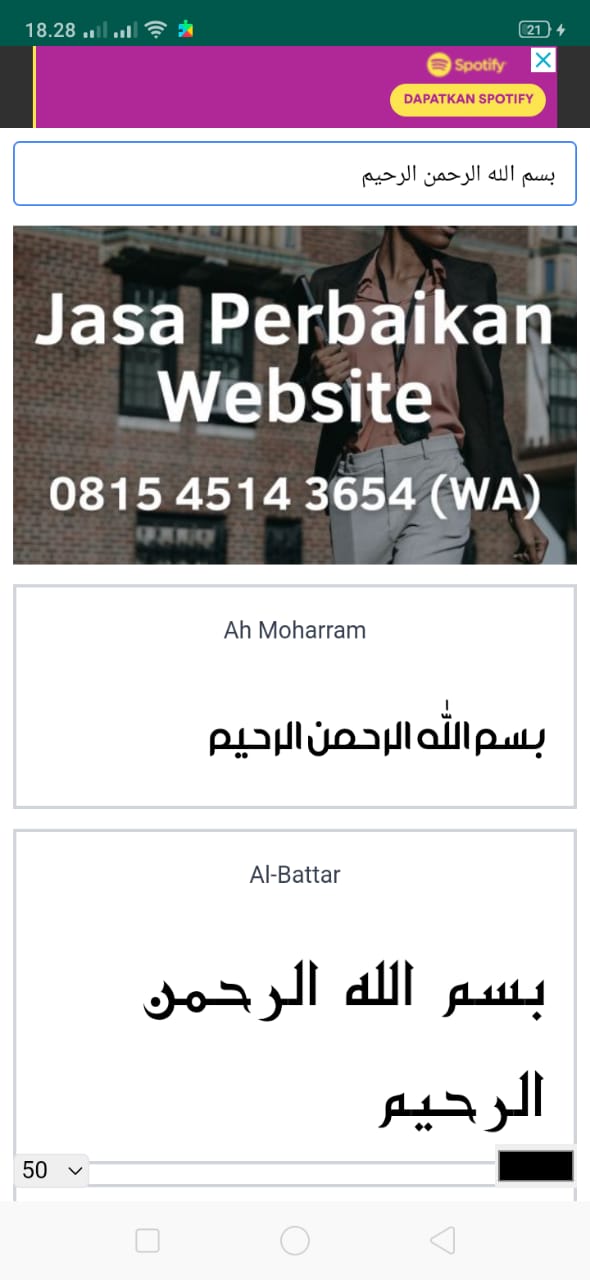 18.28
21
Spotify
DAPATKAN SPOTIFY
بسم الله الرحمن الرحيم
Jasa Perbaikan
Website
0815 4514 3654 (WA)
Ah Moharram
بسم الله الرحمن الرحيم
Al-Battar
بسم الله الرحمن
الرحيم
50